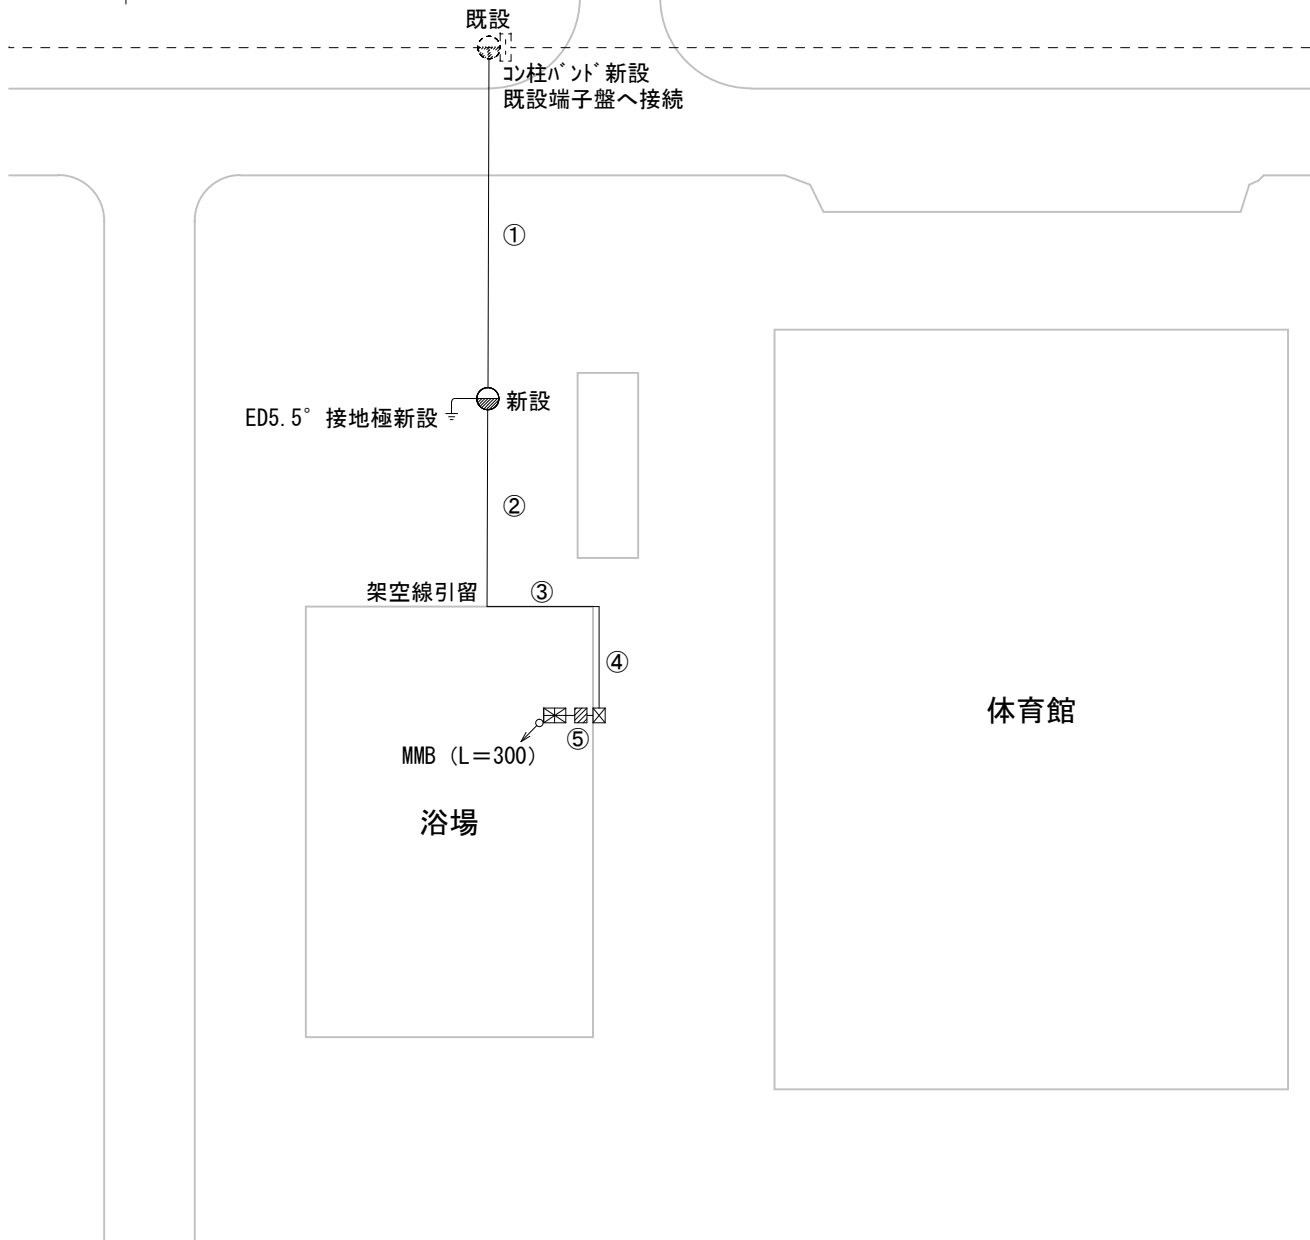 既設
コン柱バンド新設
既設端子盤へ接続
①
新設
ED5.5° 接地極新設
②
架空線引留
③
④
体育館
⑤
MMB (L=300)
浴場